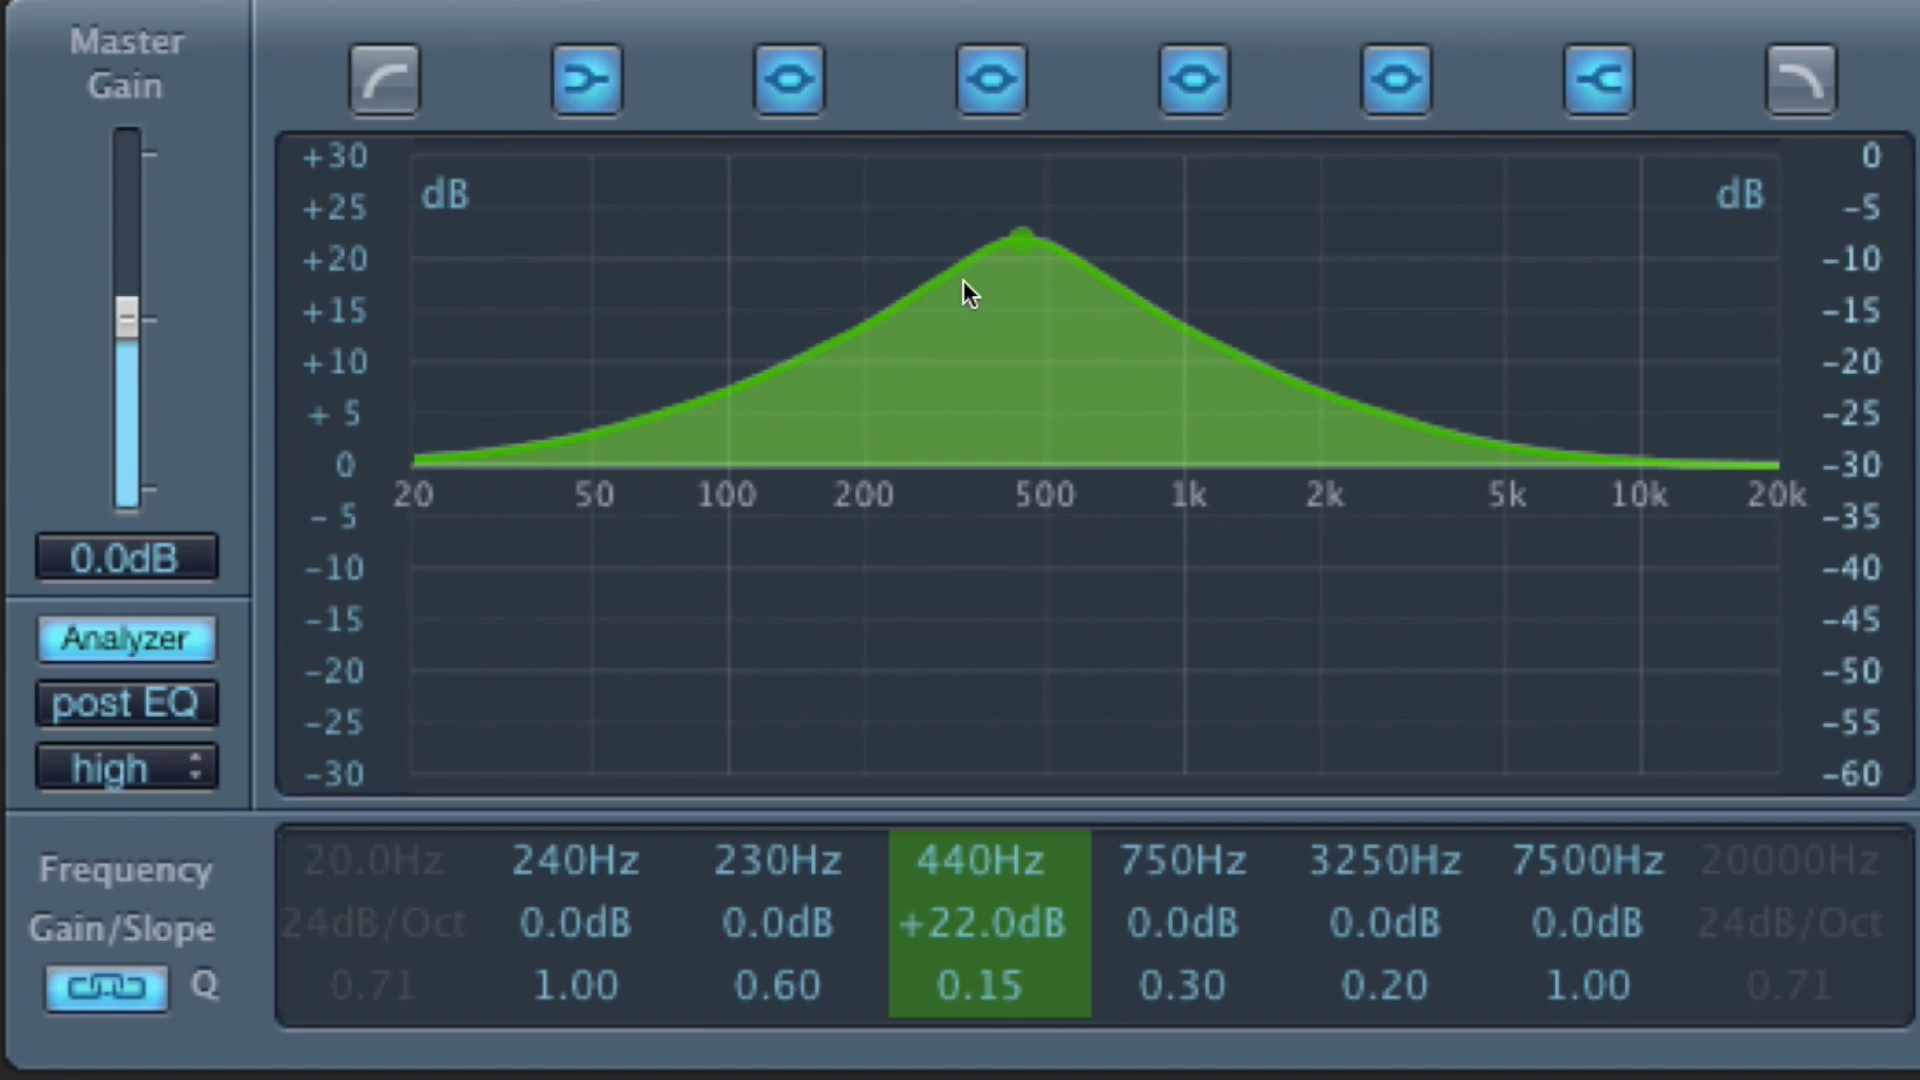 Master
Gain
+30
+25
+20
+15
+10
+ 5
0
- 5
-10
-15
-20
-25
-30
dB
dB
0
-5
-10
-15
-20
-25
-30
-35
-40
-45
-50
-55
-60
20 50 100 200 500 1k 2k 5k 10k 20k
0.0dB
Analyzer
post EQ
high
Frequency
20.0Hz 240Hz 230Hz 440Hz 750Hz 3250Hz 7500Hz 20000Hz
Gain/Slope
24dB/Oct 0.0dB 0.0dB +22.0dB 0.0dB 0.0dB 0.0dB 24dB/Oct
Q
0.71 1.00 0.60 0.15 0.30 0.20 1.00 0.71